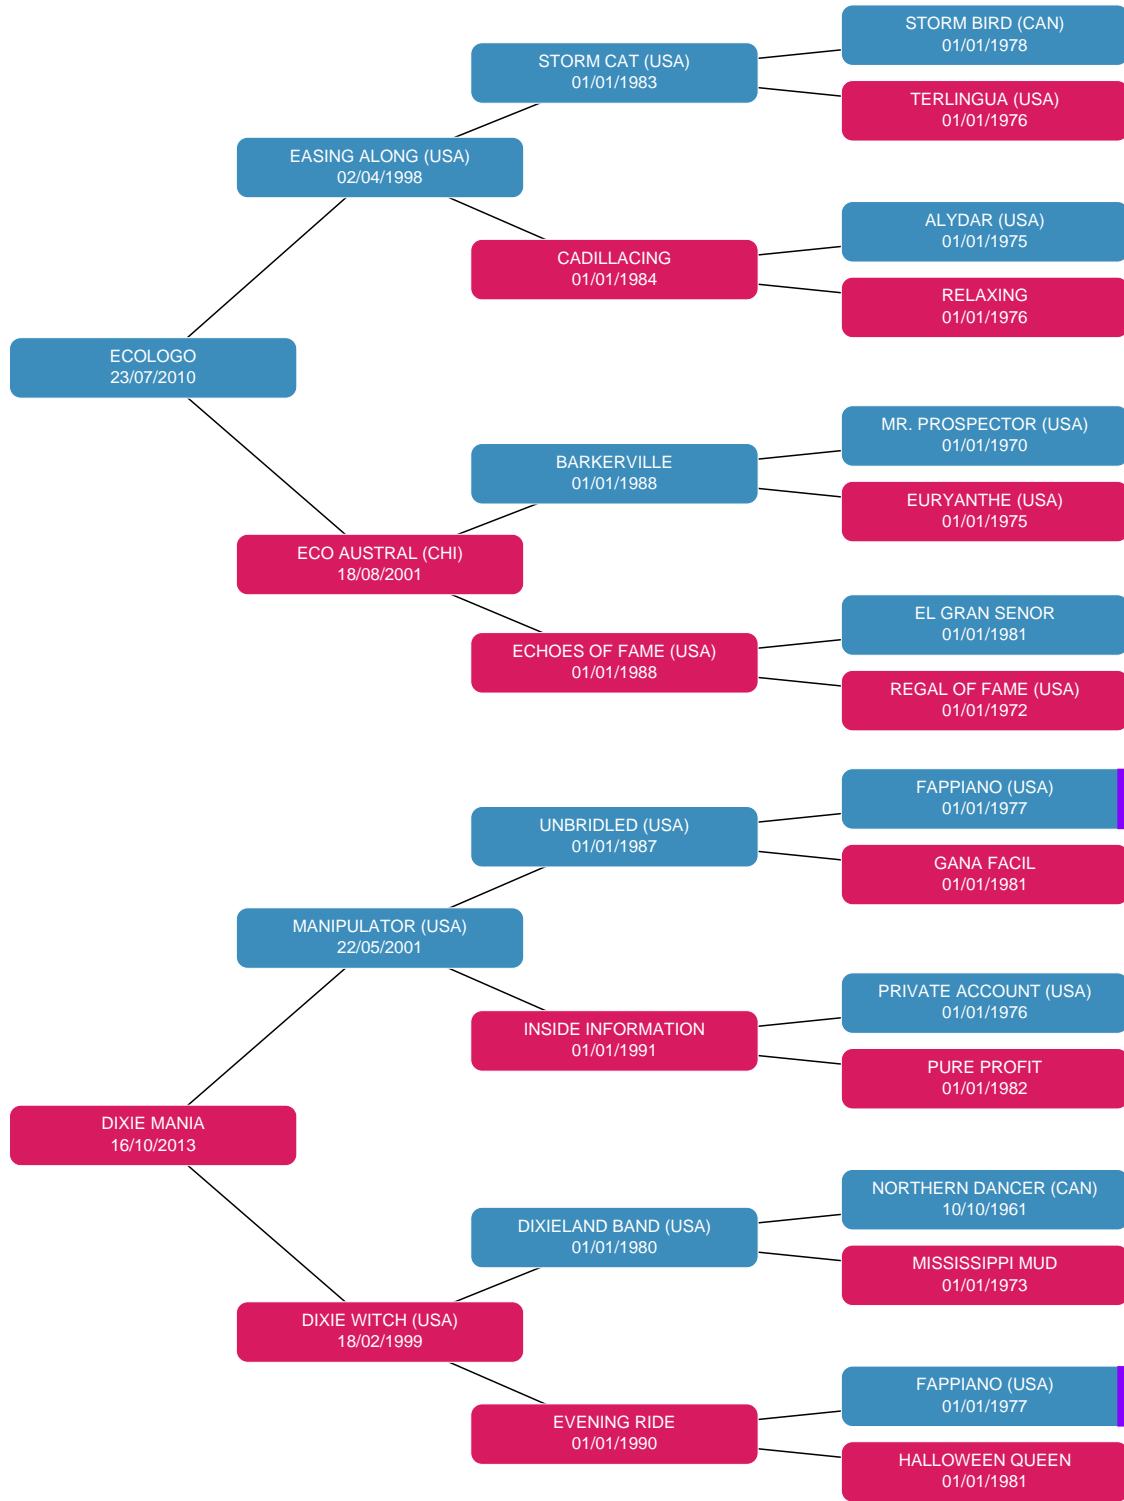 STORM BIRD (CAN)
01/01/1978
STORM CAT (USA)
01/01/1983
TERLINGUA (USA)
01/01/1976
EASING ALONG (USA)
02/04/1998
ALYDAR (USA)
01/01/1975
CADILLACING
01/01/1984
RELAXING
01/01/1976
ECOLOGO
23/07/2010
MR. PROSPECTOR (USA)
01/01/1970
BARKERVILLE
01/01/1988
EURYANTHE (USA)
01/01/1975
ECO AUSTRAL (CHI)
18/08/2001
EL GRAN SENOR
01/01/1981
ECHOES OF FAME (USA)
01/01/1988
REGAL OF FAME (USA)
01/01/1972
FAPPIANO (USA)
01/01/1977
UNBRIDLED (USA)
01/01/1987
GANA FACIL
01/01/1981
MANIPULATOR (USA)
22/05/2001
PRIVATE ACCOUNT (USA)
01/01/1976
INSIDE INFORMATION
01/01/1991
PURE PROFIT
01/01/1982
DIXIE MANIA
16/10/2013
NORTHERN DANCER (CAN)
10/10/1961
DIXIELAND BAND (USA)
01/01/1980
MISSISSIPPI MUD
01/01/1973
DIXIE WITCH (USA)
18/02/1999
FAPPIANO (USA)
01/01/1977
EVENING RIDE
01/01/1990
HALLOWEEN QUEEN
01/01/1981